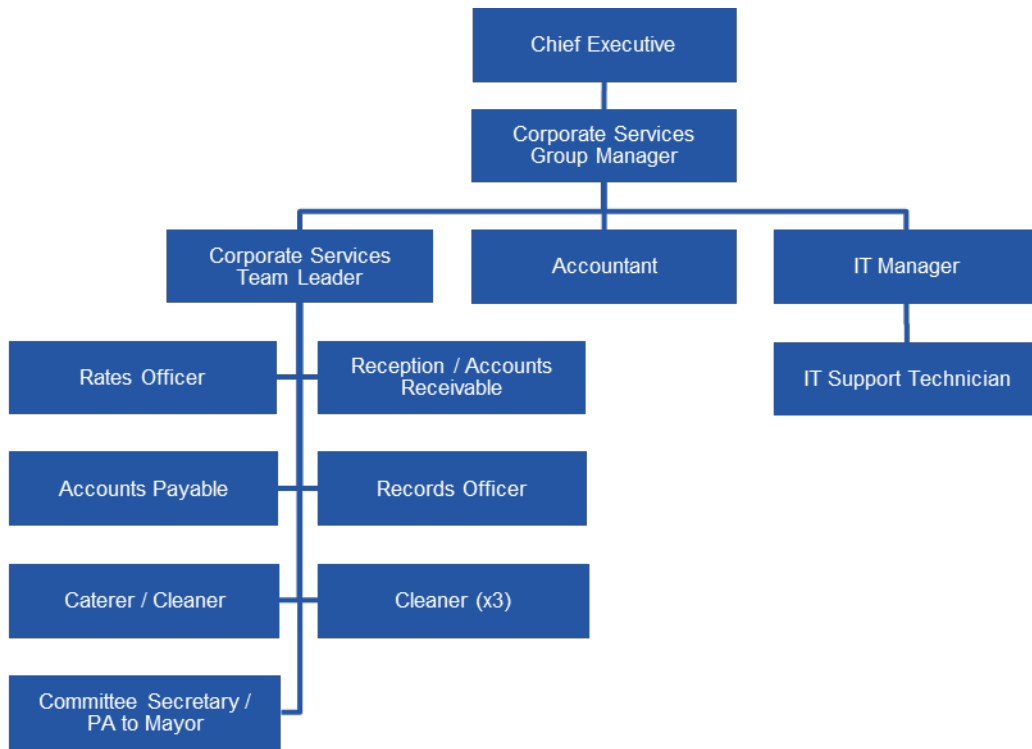 Chief Executive
Corporate Services
Group Manager
Corporate Services
Team Leader
Accountant
IT Manager
Rates Officer
Reception / Accounts
Receivable
IT Support Technician
Accounts Payable
Records Officer
Caterer / Cleaner
Cleaner (x3)
Committee Secretary /
PA to Mayor